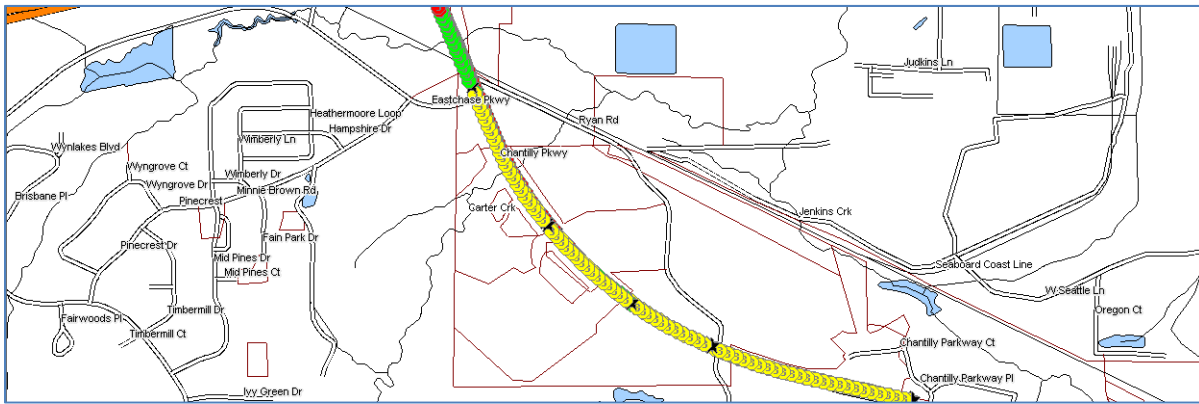 Judkins Ln
Eastchase Pkwy
Heathermoore Loop
Ryan Rd
Hampshire Dr
Wimberly Ln
Wynlakes Blvd
Chantilly Pkwy
Wyngrove Ct
Wimberly Dr
Wyngrove Dr
Minnie Brown Rd
Brisbane Pl
Pinecrest
Garter Crk
Jenkins Crk
Fain Park Dr
Pinecrest Dr
Mid Pines Dr
Seaboard Coast Line
Mid Pines Ct
W Seattle Ln
Timbermill Dr
Oregon Ct
Fairwoods Pl
Timbermill Ct
Chantilly Parkway Ct
Chantilly Parkway Pl
Ivy Green Dr